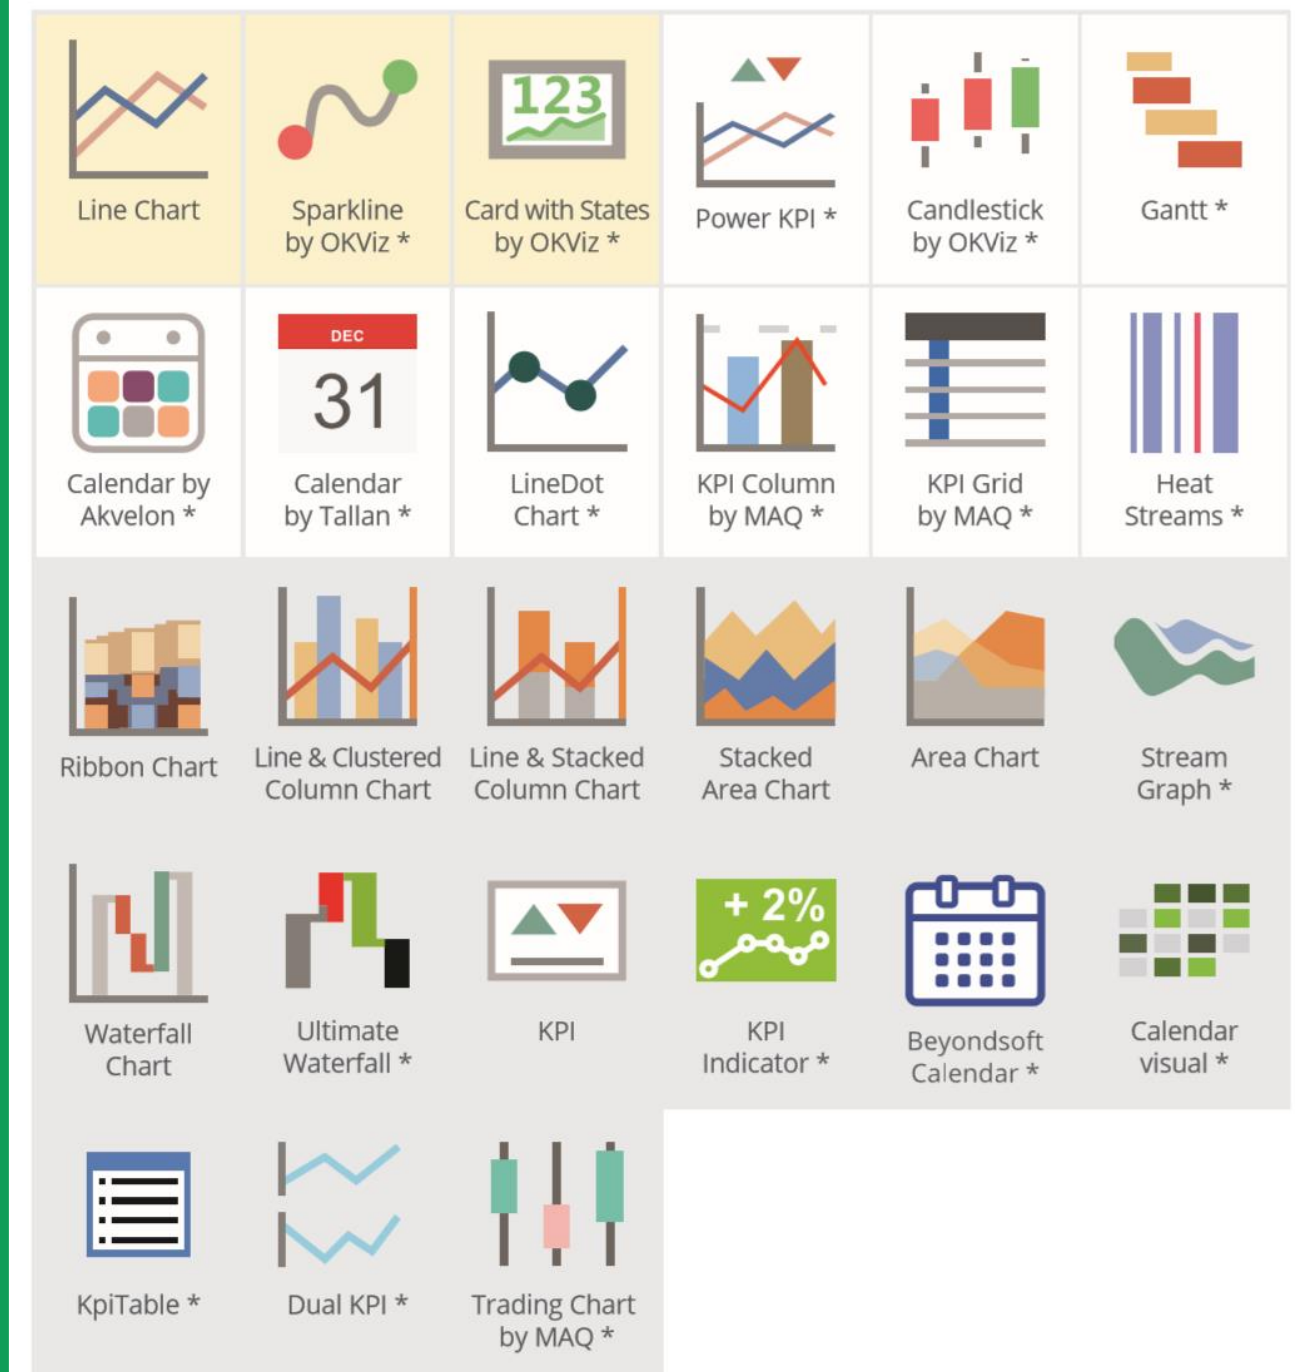 123
Line Chart
Sparkline
by OKViz *
Card with States
by OKViz *
Power KPI *
Candlestick
by OKViz *
Gantt *
Calendar by
Akvelon *
DEC
31
Calendar
by Tallan *
LineDot
Chart *
KPI Column
by MAQ *
KPI Grid
by MAQ *
Heat
Streams *
Ribbon Chart
Line & Clustered
Column Chart
Line & Stacked
Column Chart
Stacked
Area Chart
Area Chart
Stream
Graph *
Waterfall
Chart
Ultimate
Waterfall *
KPI
+ 2%
KPI
Indicator *
Beyondsoft
Calendar *
Calendar
visual *
KpiTable *
Dual KPI *
Trading Chart
by MAQ *